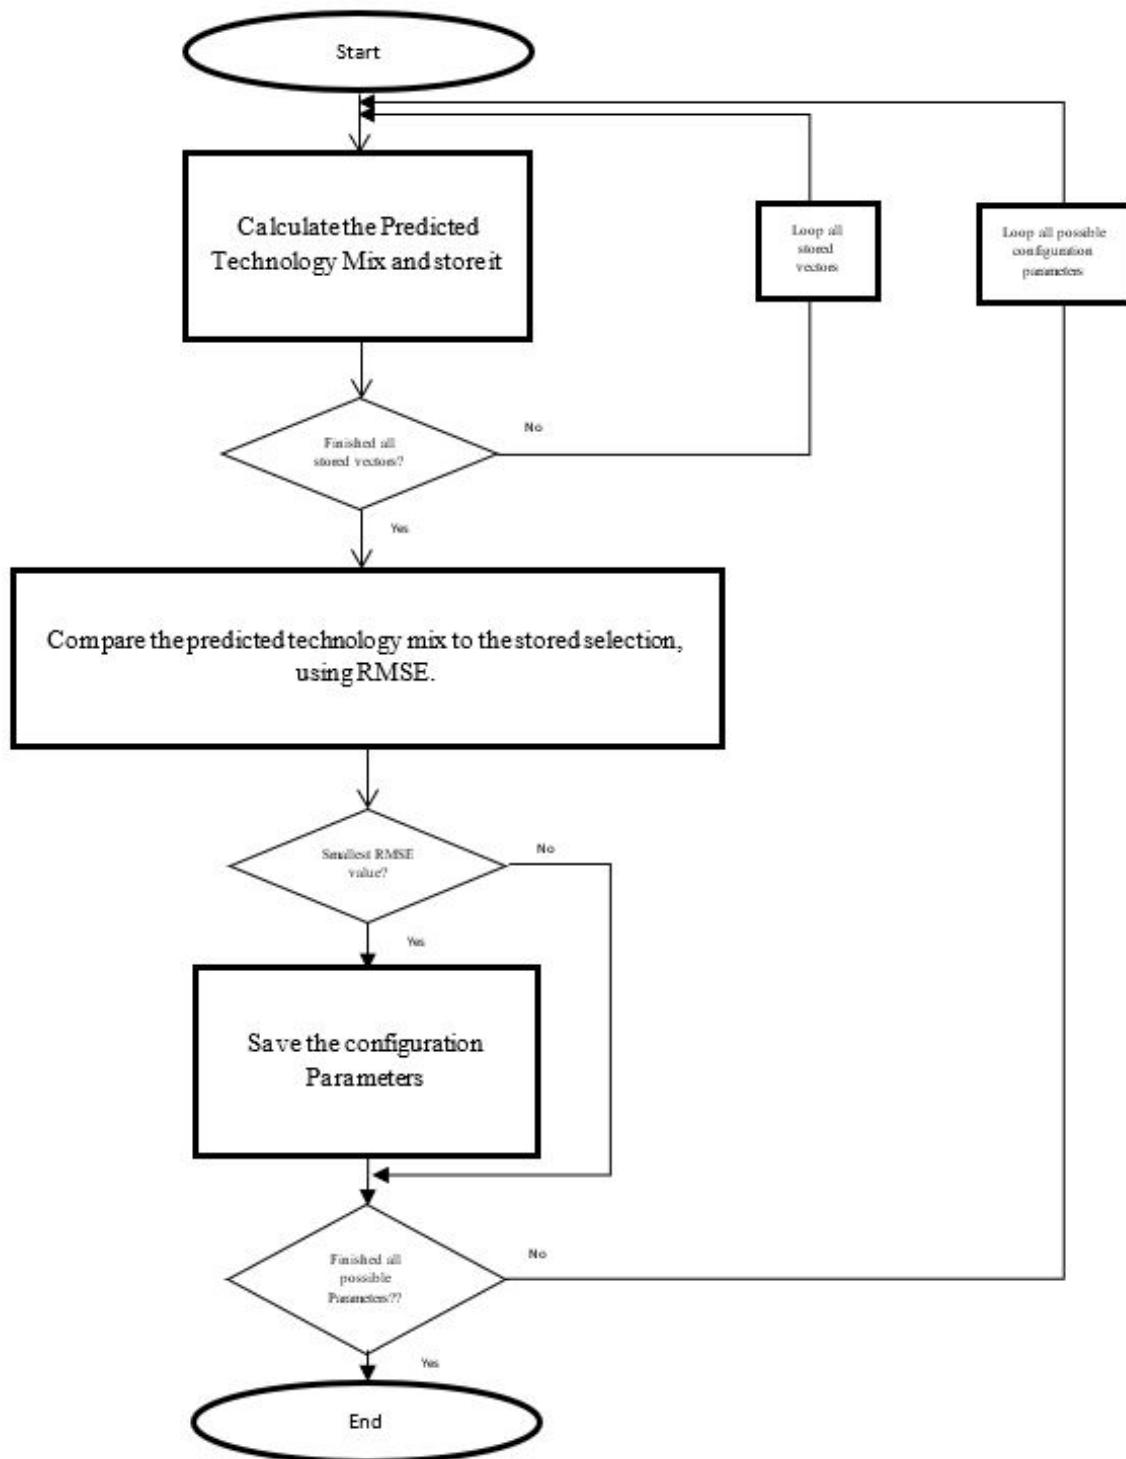 Start
Calculate the Predicted
Technology Mix and store it
Loop all
stored
vectors
Loop all possible
configuration
parameters
Finished all
stored vectors?
No
Yes
Compare the predicted technology mix to the stored selection,
using RMSE.
Smallest RMSE
value?
No
Yes
Save the configuration
Parameters
Finished all
possible
Parameters??
No
Yes
End